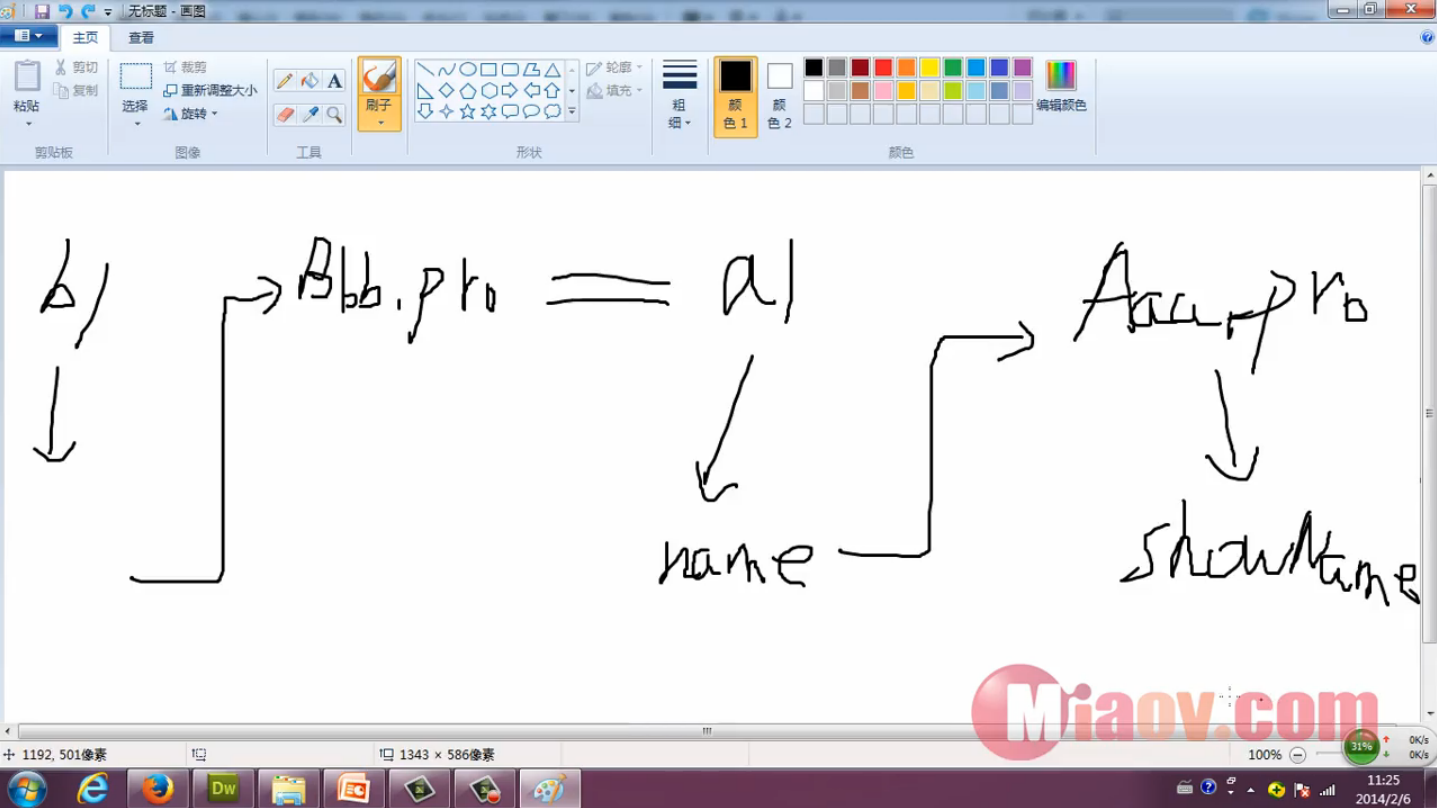 无标题 - 画图
主页 查看
粘贴 剪切 复制 剪贴板
选择 裁剪 重新调整大小 旋转 图像
A
工具
刷子
轮廓 填充 形状
粗细
颜色 1 颜色 2
编辑颜色
颜色
b1 Bbb.pro a1 Aaa.pro
name showName
Miaov.com
1192, 501像素 1343 × 586像素 100% 31% 0K/s
0K/s
Dw
11:25
2014/2/6